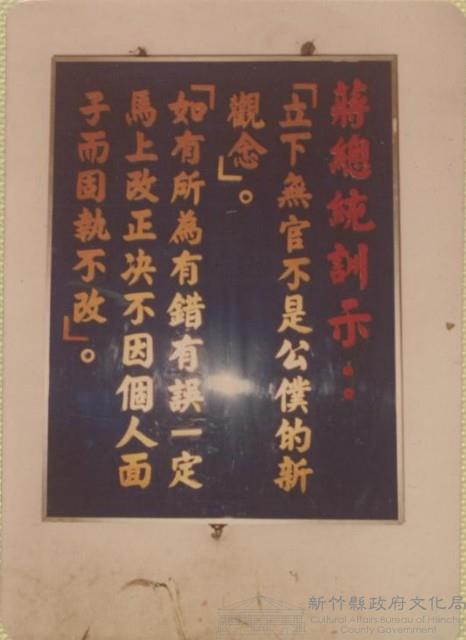 蔣總統訓示：
「立下無官不是公僕的新
觀念」。
「如有所為有錯有誤一定
馬上改正决不因個人面
子而固執不改」。
新竹縣政府文化局
Cultural Affairs Bureau of Hsinchu
County Government